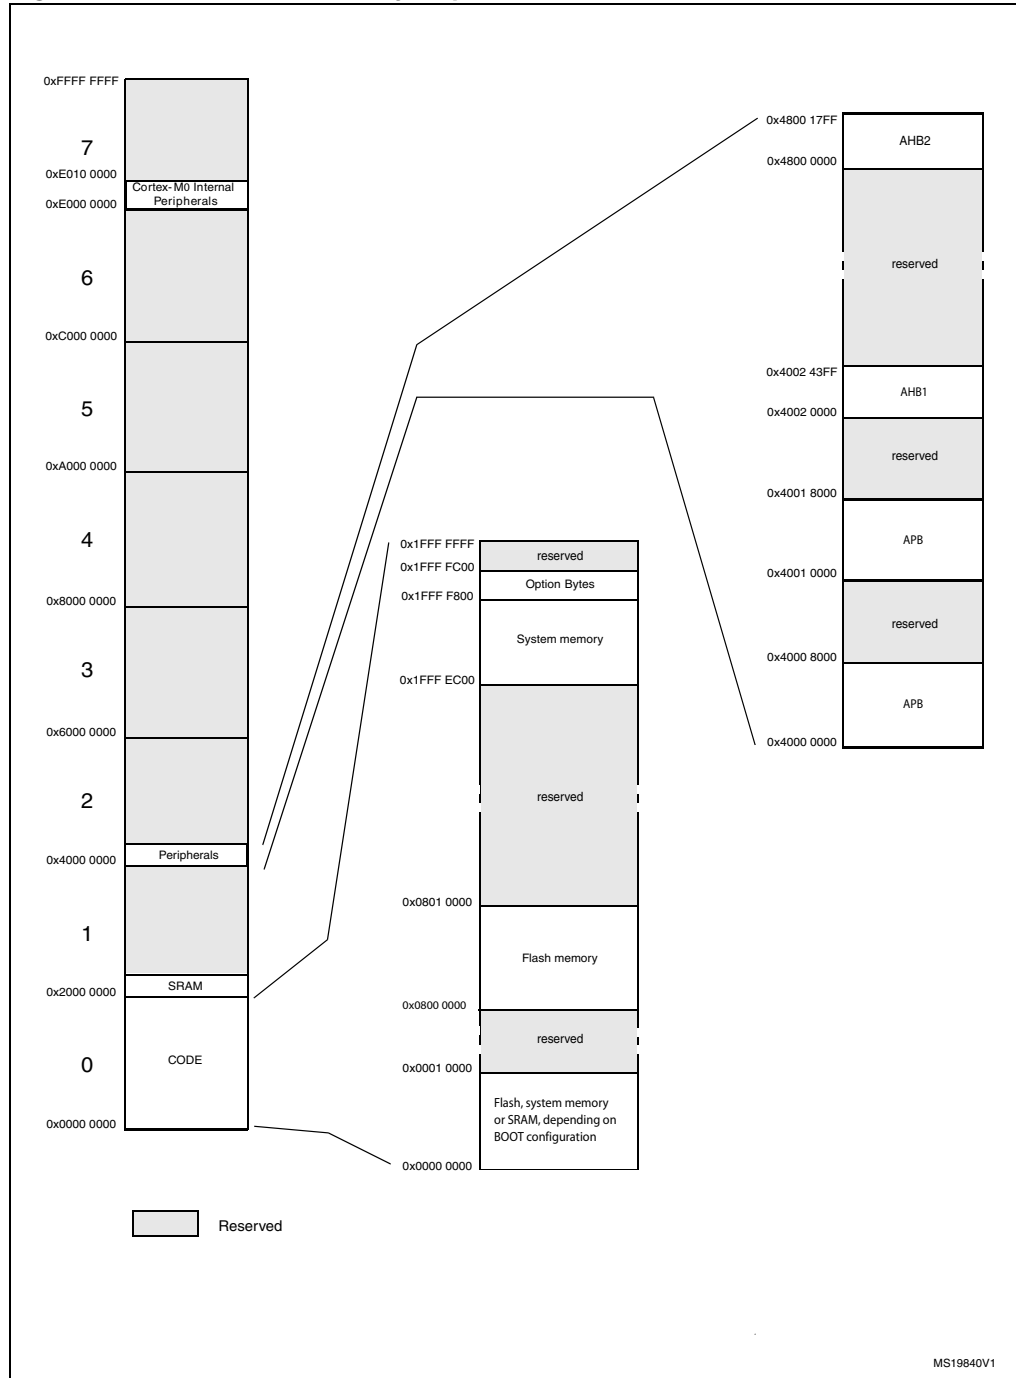 0xFFFF FFFF
7
0xE010 0000
Cortex-M0 Internal
Peripherals
0xE000 0000
6
0xC000 0000
5
0xA000 0000
4
0x8000 0000
3
0x6000 0000
2
0x4000 0000
Peripherals
1
0x2000 0000
SRAM
0
CODE
0x0000 0000
0x1FFF FFFF
reserved
0x1FFF FC00
Option Bytes
0x1FFF F800
System memory
0x1FFF EC00
reserved
0x0801 0000
Flash memory
0x0800 0000
reserved
0x0001 0000
Flash, system memory
or SRAM, depending on
BOOT configuration
0x0000 0000
0x4800 17FF
AHB2
0x4800 0000
reserved
0x4002 43FF
AHB1
0x4002 0000
reserved
0x4001 8000
APB
0x4001 0000
reserved
0x4000 8000
APB
0x4000 0000
Reserved
MS19840V1